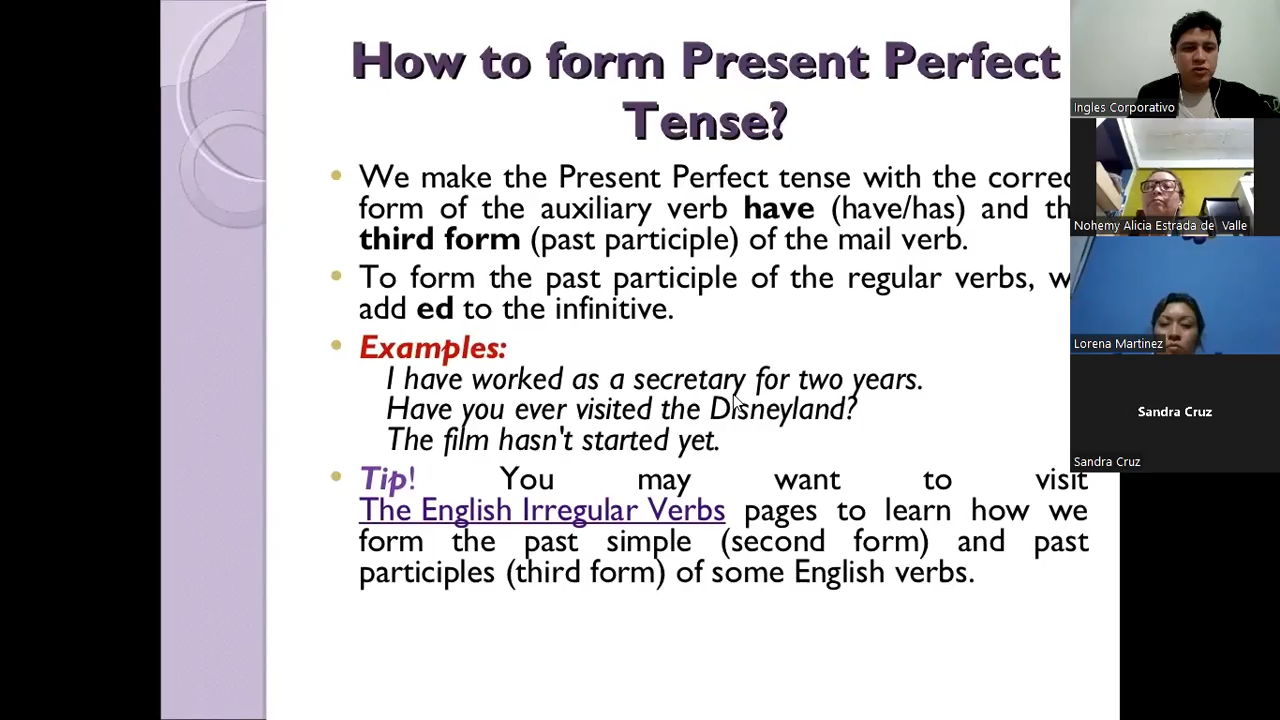 How to form Present Perfect
Tense?
We make the Present Perfect tense with the correc
form of the auxiliary verb have (have/has) and th
third form (past participle) of the mail verb.
To form the past participle of the regular verbs, w
add ed to the infinitive.
Examples:
I have worked as a secretary for two years.
Have you ever visited the Disneyland?
The film hasn't started yet.
Tip! You may want to visit
The English Irregular Verbs pages to learn how we
form the past simple (second form) and past
participles (third form) of some English verbs.
Ingles Corporativo
Nohemy Alicia Estrada de Valle
Lorena Martinez
Sandra Cruz
Sandra Cruz